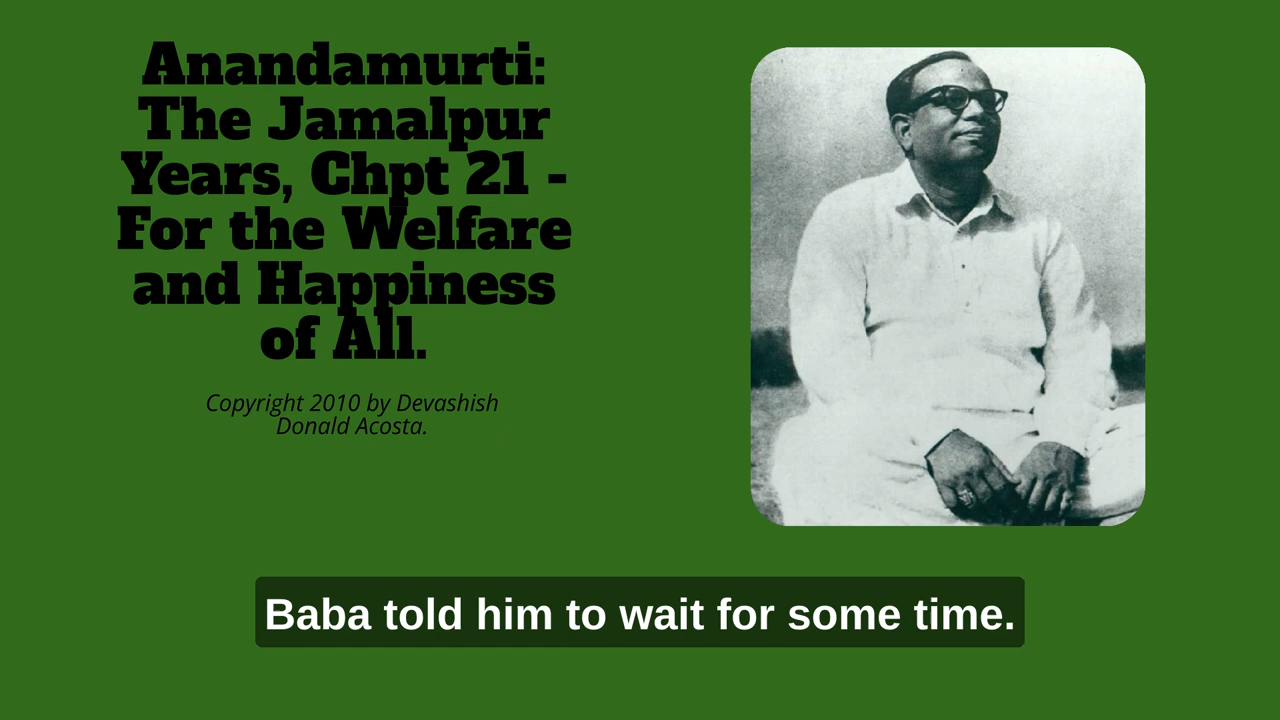 Anandamurti:
The Jamalpur
Years, Chpt 21 -
For the Welfare
and Happiness
of All.
Copyright 2010 by Devashish
Donald Acosta.
Baba told him to wait for some time.